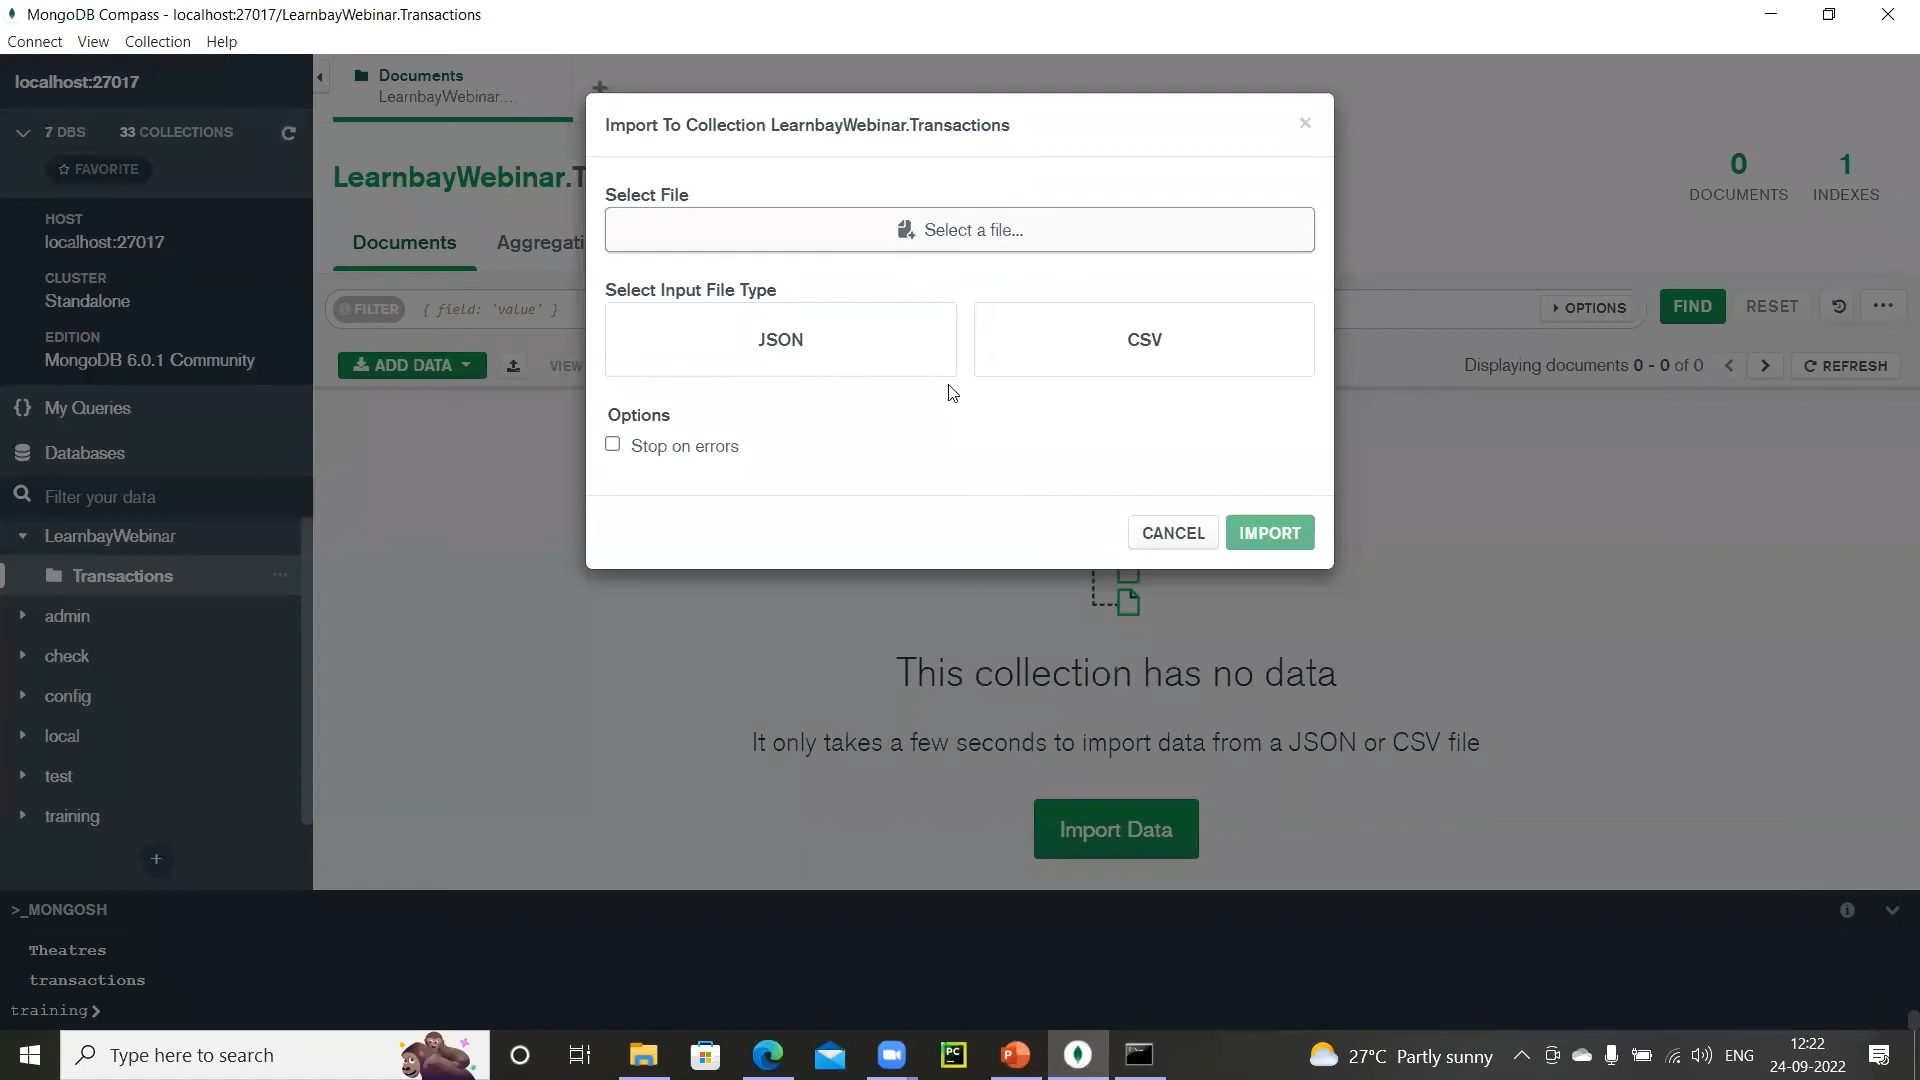 MongoDB Compass - localhost:27017/LearnbayWebinar.Transactions
Connect View Collection Help
localhost:27017
7 DBS 33 COLLECTIONS
FAVORITE
HOST
localhost:27017
CLUSTER
Standalone
EDITION
MongoDB 6.0.1 Community
My Queries
Databases
Filter your data
LearnbayWebinar
Transactions
admin
check
config
local
test
training
Documents
LearnbayWebinar....
LearnbayWebinar.T
0 DOCUMENTS
1 INDEXES
Documents Aggregati
FILTER { field: 'value' }
OPTIONS FIND RESET
ADD DATA VIEW
Displaying documents 0 - 0 of 0 REFRESH
Import To Collection LearnbayWebinar.Transactions
Select File
Select a file...
Select Input File Type
JSON CSV
Options
Stop on errors
CANCEL IMPORT
This collection has no data
It only takes a few seconds to import data from a JSON or CSV file
Import Data
>_MONGOSH
Theatres
transactions
training>
Type here to search
PC
P
27°C Partly sunny
ENG
12:22
24-09-2022